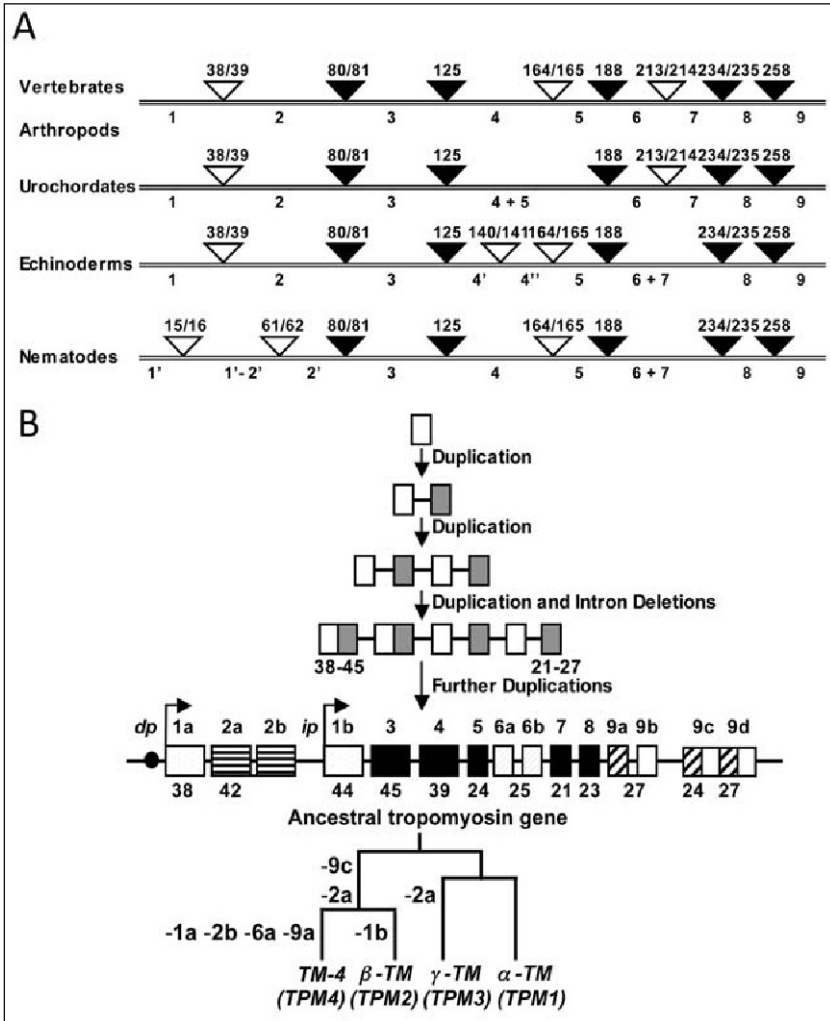 A
38/39 80/81 125 164/165 188 213/214 234/235 258
Vertebrates
1 2 3 4 5 6 7 8 9
Arthropods
38/39 80/81 125 188 213/214 234/235 258
Urochordates
1 2 3 4 + 5 6 7 8 9
38/39 80/81 125 140/141 164/165 188 234/235 258
Echinoderms
1 2 3 4' 4'' 5 6 + 7 8 9
15/16 61/62 80/81 125 164/165 188 234/235 258
Nematodes
1' 1'- 2' 2' 3 4 5 6 + 7 8 9
B
Duplication
Duplication
Duplication and Intron Deletions
38-45 21-27
Further Duplications
dp 1a 2a 2b ip 1b 3 4 5 6a 6b 7 8 9a 9b 9c 9d
38 42 44 45 39 24 25 21 23 27 24 27
Ancestral tropomyosin gene
-9c
-2a -2a
-1a -2b -6a -9a -1b
TM-4 β-TM γ-TM α-TM
(TPM4) (TPM2) (TPM3) (TPM1)